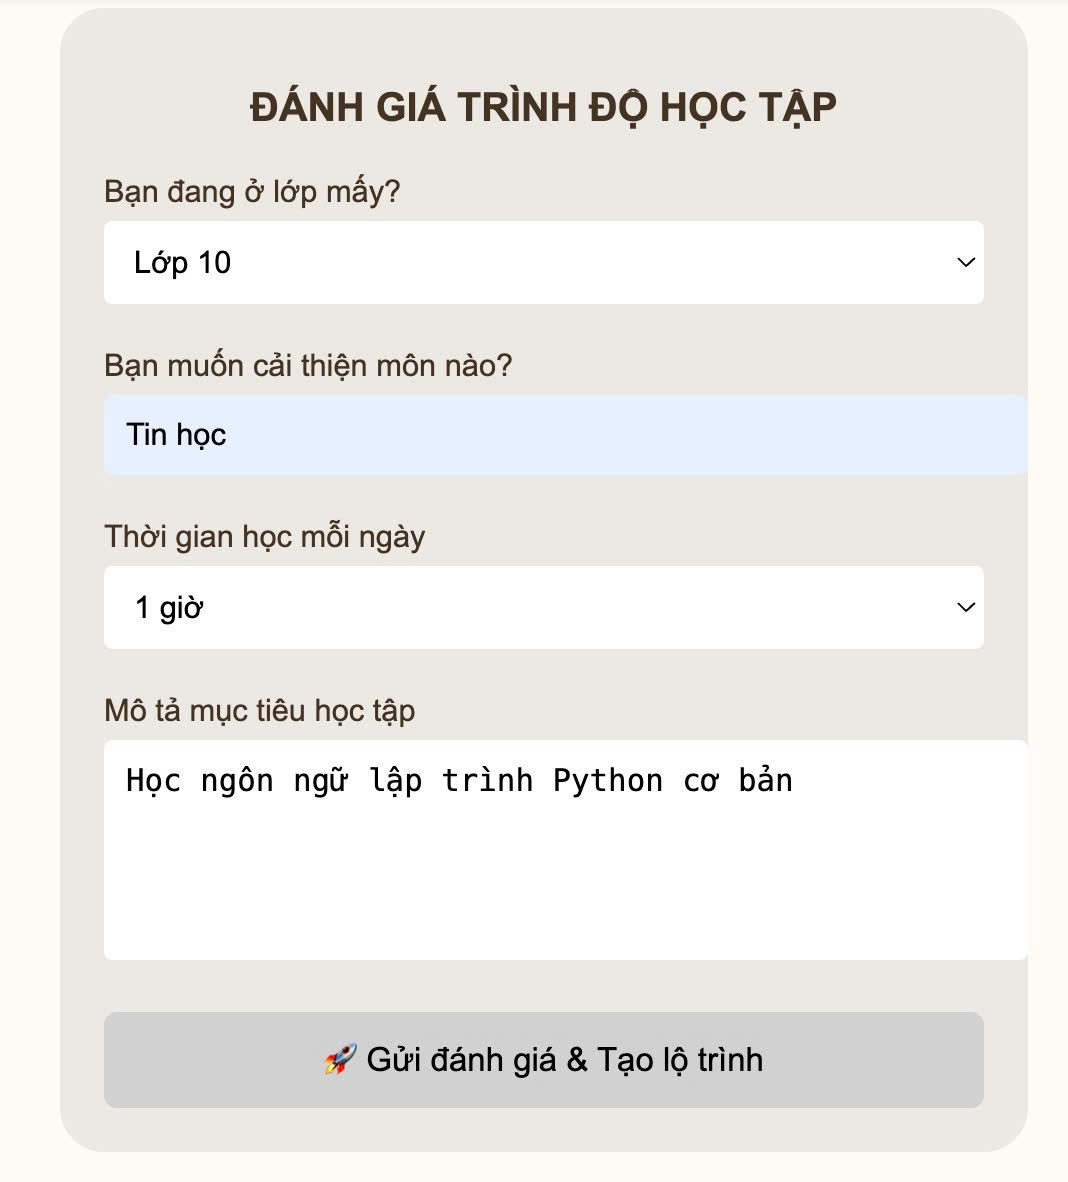 ĐÁNH GIÁ TRÌNH ĐỘ HỌC TẬP
Bạn đang ở lớp mấy?
Lớp 10
Bạn muốn cải thiện môn nào?
Tin học
Thời gian học mỗi ngày
1 giờ
Mô tả mục tiêu học tập
Học ngôn ngữ lập trình Python cơ bản
🚀 Gửi đánh giá & Tạo lộ trình